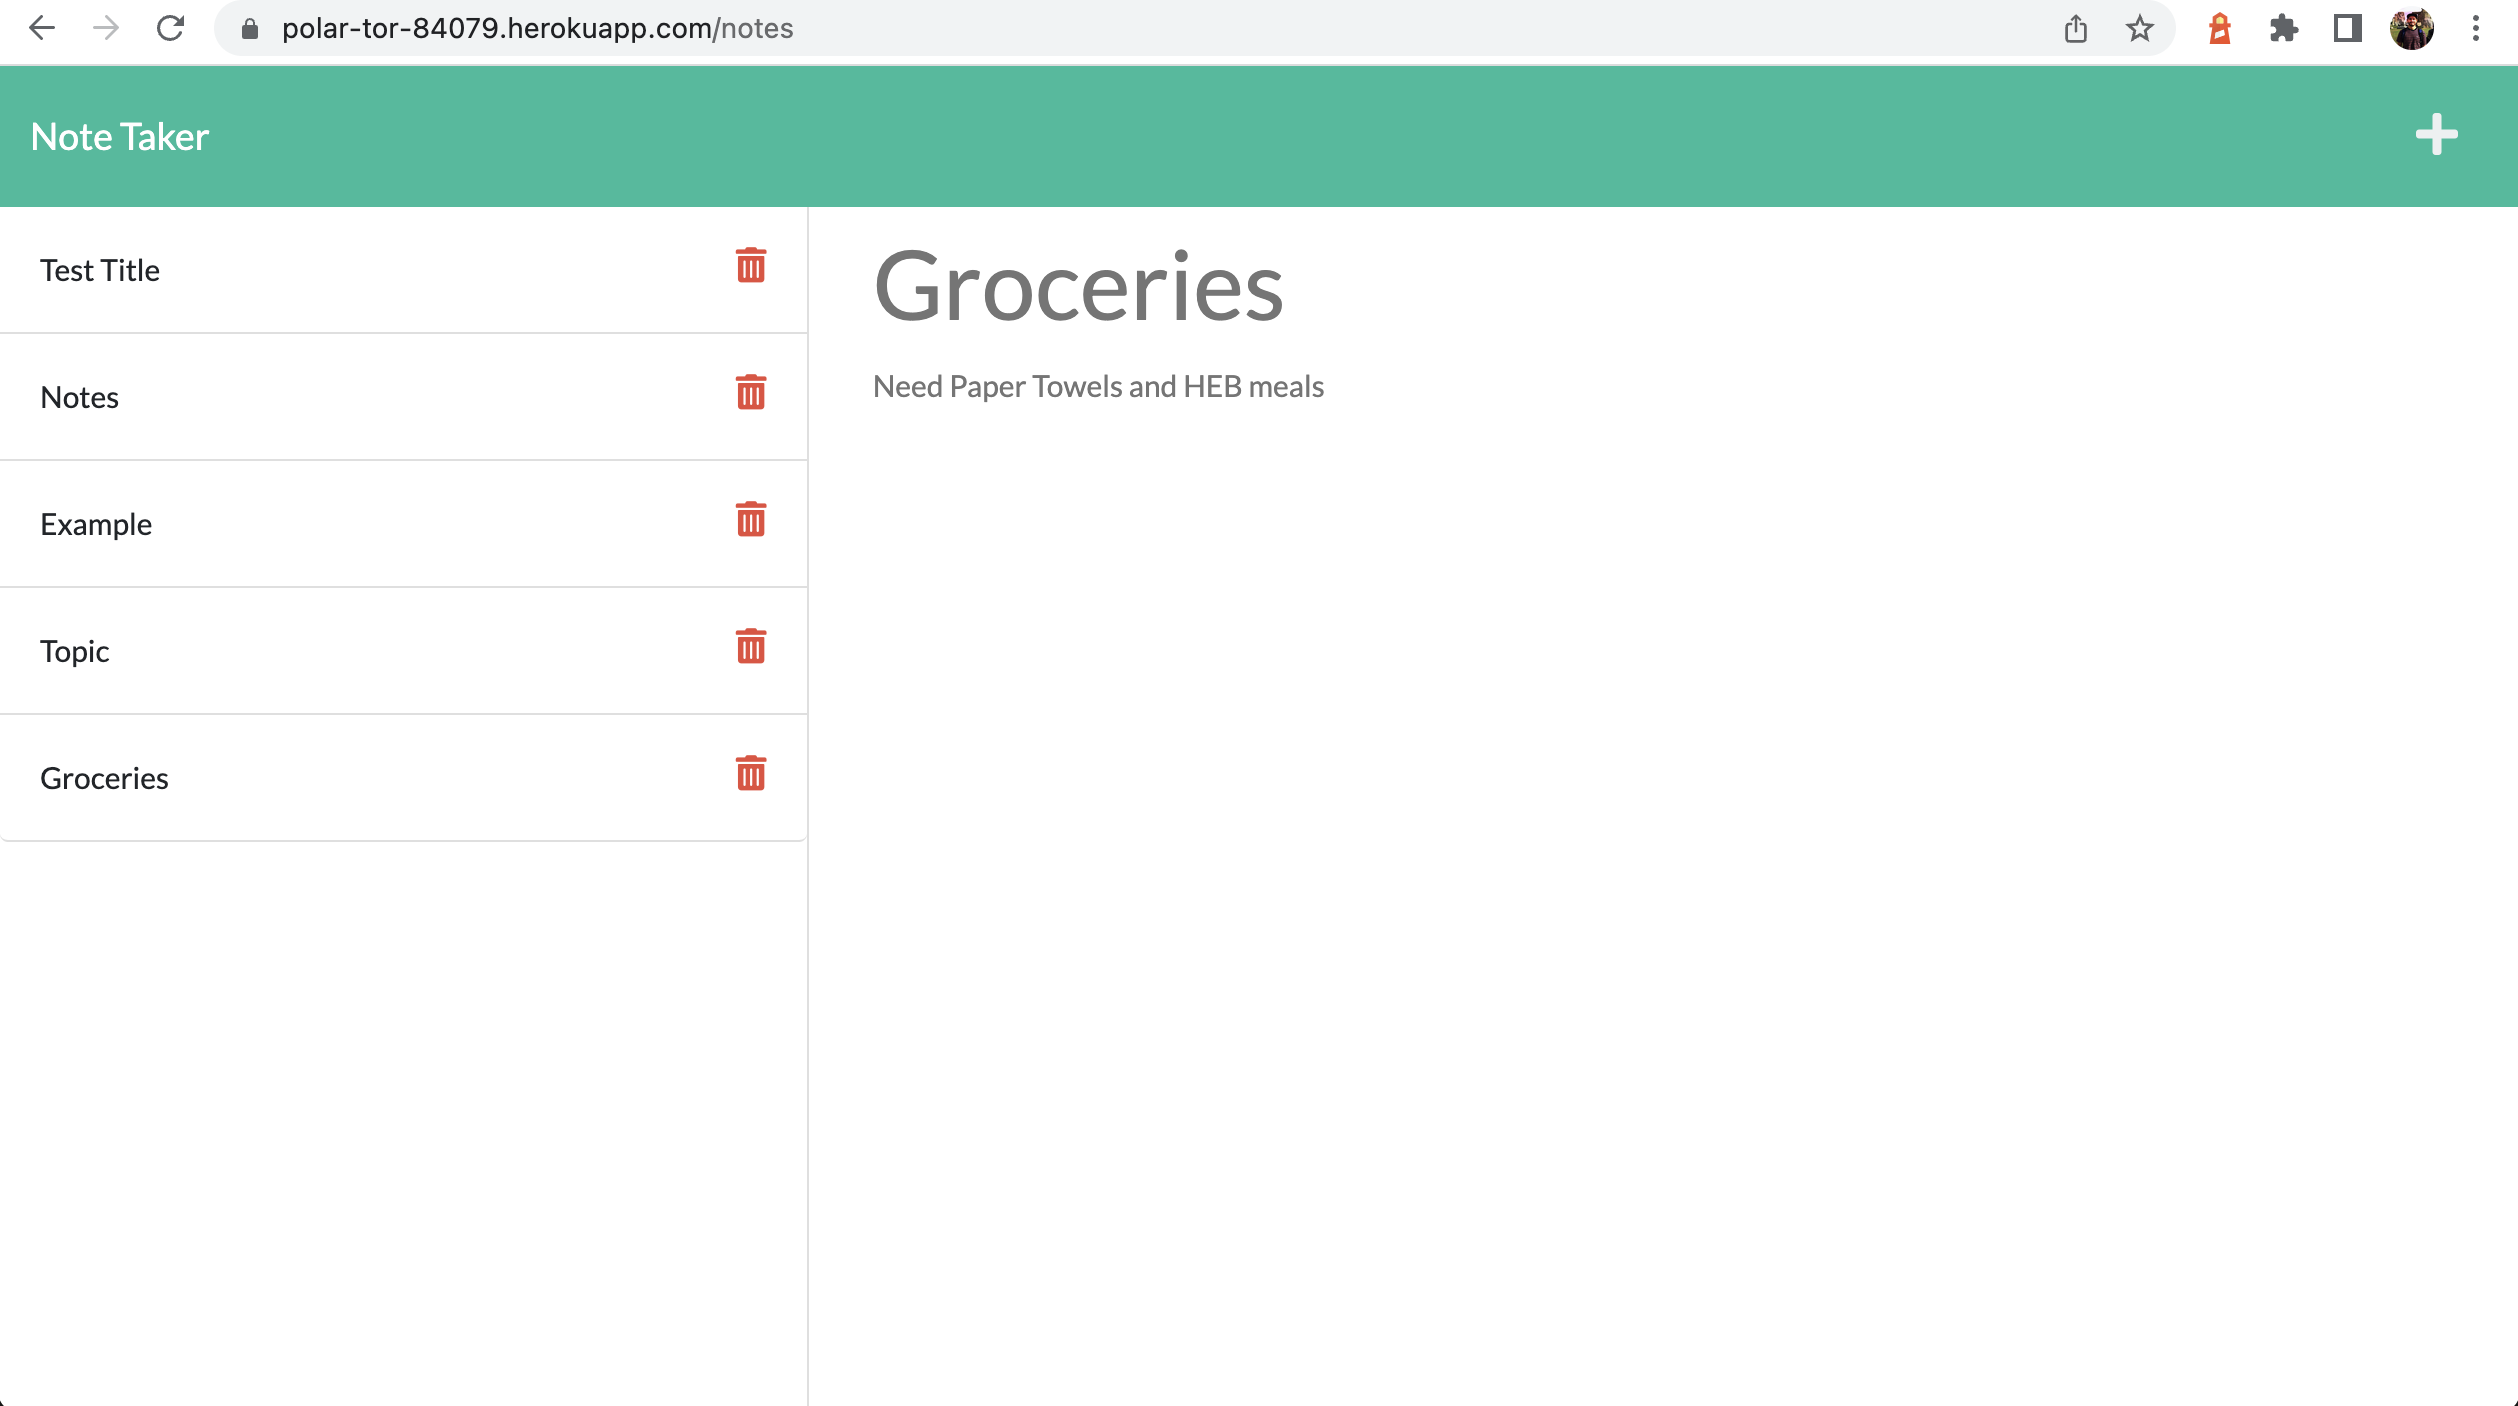 polar-tor-84079.herokuapp.com/notes
Note Taker
Test Title
Notes
Example
Topic
Groceries
Groceries
Need Paper Towels and HEB meals